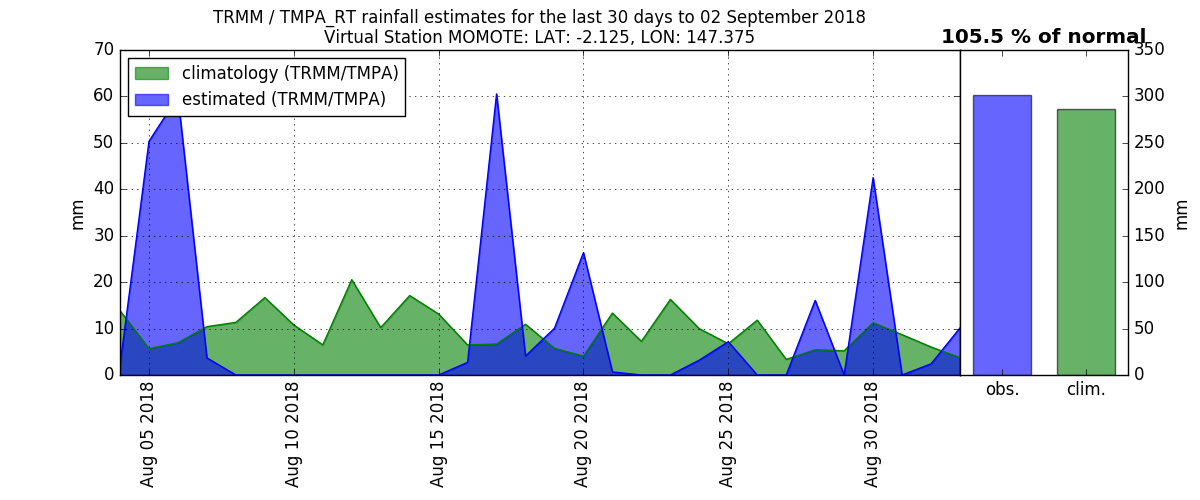 TRMM / TMPA_RT rainfall estimates for the last 30 days to 02 September 2018
Virtual Station MOMOTE: LAT: -2.125, LON: 147.375
105.5 % of normal
climatology (TRMM/TMPA)
estimated (TRMM/TMPA)
70
60
50
40
30
20
10
0
mm
Aug 05 2018
Aug 10 2018
Aug 15 2018
Aug 20 2018
Aug 25 2018
Aug 30 2018
350
300
250
200
150
100
50
0
mm
obs.
clim.